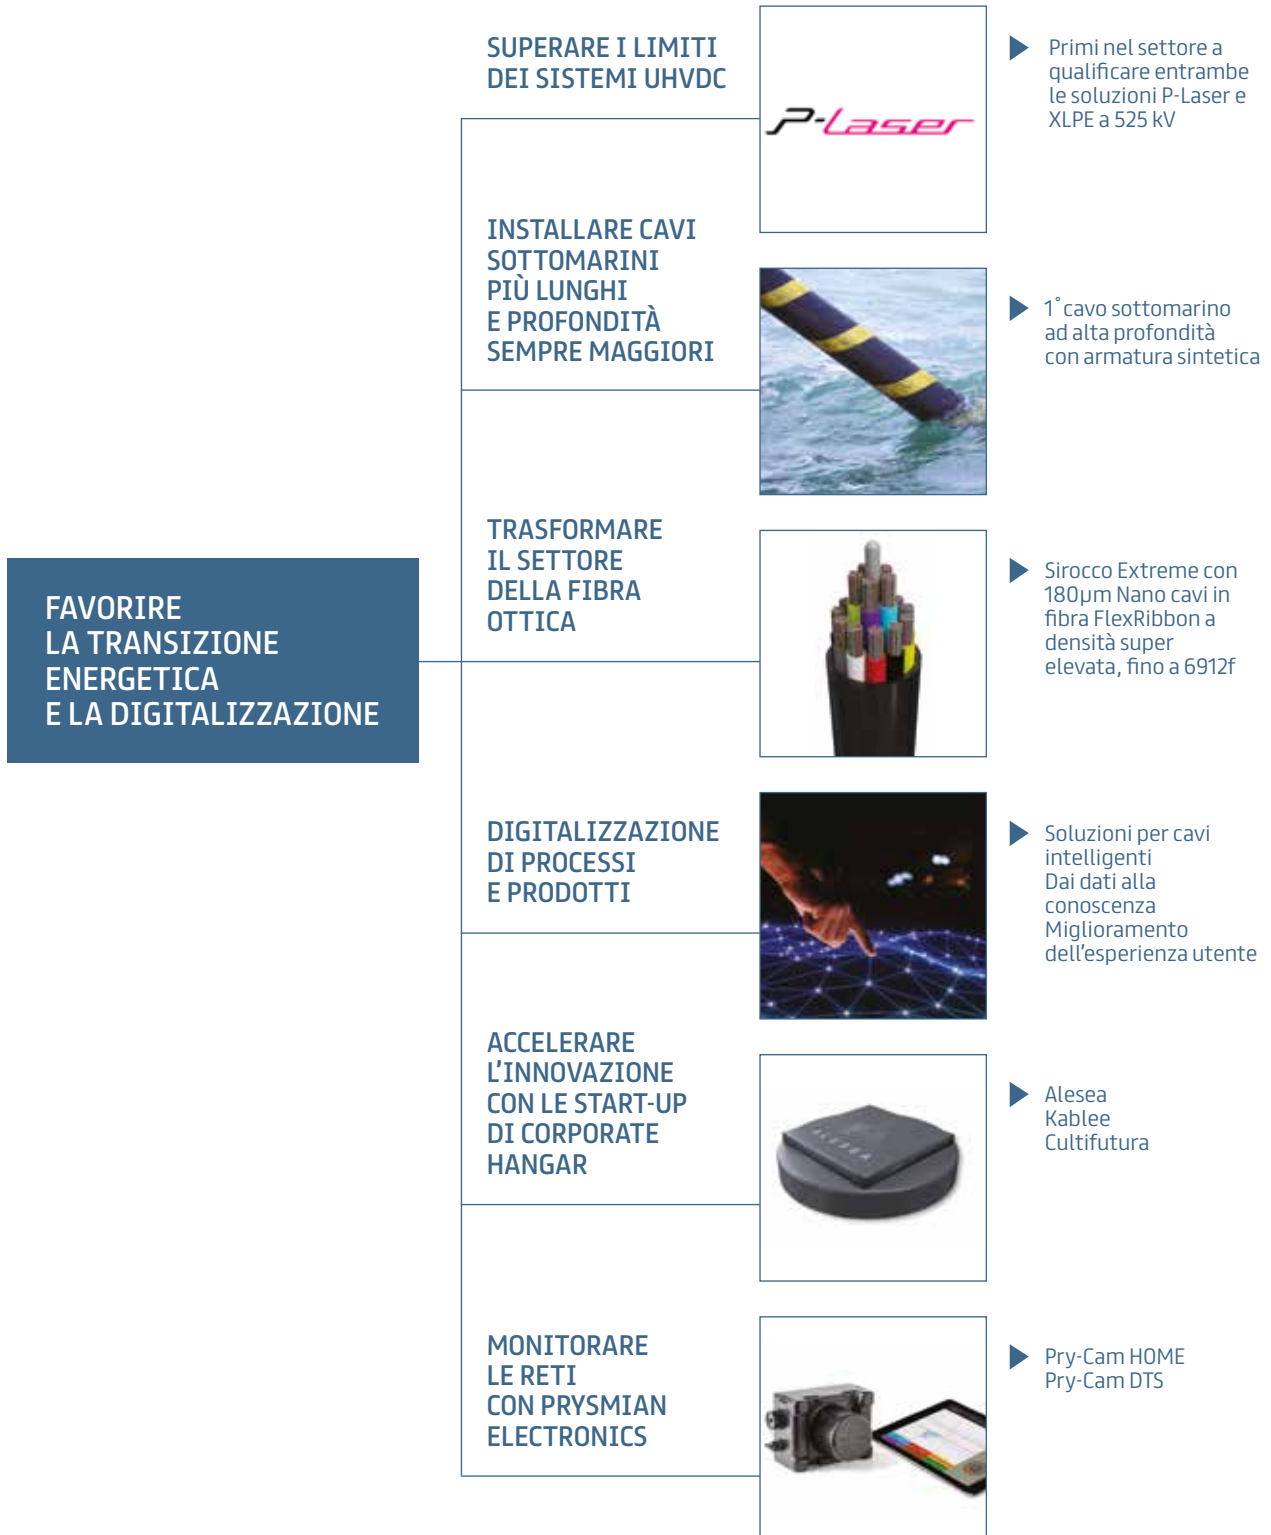 SUPERARE I LIMITI
DEI SISTEMI UHVDC
P-Laser
Primi nel settore a
qualificare entrambe
le soluzioni P-Laser e
XLPE a 525 kV
INSTALLARE CAVI
SOTTOMARINI
PIÙ LUNGHI
E PROFONDITÀ
SEMPRE MAGGIORI
1° cavo sottomarino
ad alta profondità
con armatura sintetica
TRASFORMARE
IL SETTORE
DELLA FIBRA
OTTICA
Sirocco Extreme con
180µm Nano cavi in
fibra FlexRibbon a
densità super
elevata, fino a 6912f
FAVORIRE
LA TRANSIZIONE
ENERGETICA
E LA DIGITALIZZAZIONE
DIGITALIZZAZIONE
DI PROCESSI
E PRODOTTI
Soluzioni per cavi
intelligenti
Dai dati alla
conoscenza
Miglioramento
dell'esperienza utente
ACCELERARE
L'INNOVAZIONE
CON LE START-UP
DI CORPORATE
HANGAR
ALESEA
Alesea
Kablee
Cultifutura
MONITORARE
LE RETI
CON PRYSMIAN
ELECTRONICS
Pry-Cam HOME
Pry-Cam DTS